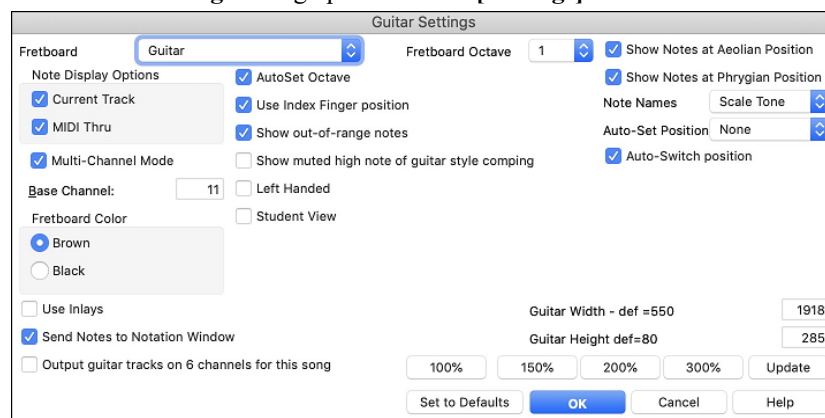 Guitar Settings
Fretboard Guitar Fretboard Octave 1 Show Notes at Aeolian Position
Note Display Options AutoSet Octave Show Notes at Phrygian Position
Current Track Use Index Finger position Note Names Scale Tone
MIDI Thru Show out-of-range notes Auto-Set Position None
Multi-Channel Mode Show muted high note of guitar style comping Auto-Switch position
Base Channel: 11 Left Handed
Fretboard Color Student View
Brown
Black
Use Inlays Guitar Width - def =550 1918
Send Notes to Notation Window Guitar Height def=80 285
Output guitar tracks on 6 channels for this song 100% 150% 200% 300% Update
Set to Defaults OK Cancel Help